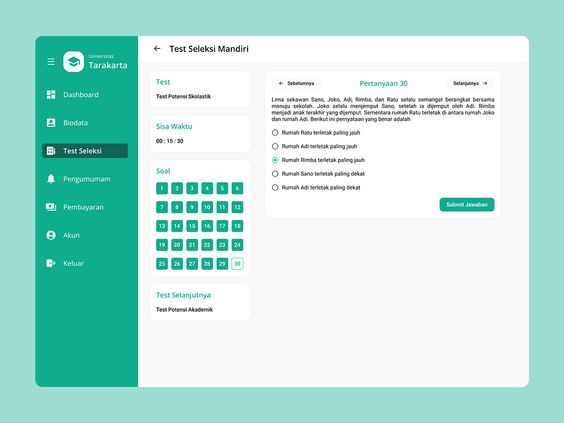 Universitas
Tarakarta
Dashboard
Biodata
Test Seleksi
Pengumumam
Pembayaran
Akun
Keluar
Test Seleksi Mandiri
Test
Test Potensi Skolastik
Sisa Waktu
00 : 15 : 30
Soal
1 2 3 4 5 6
7 8 9 10 11 12
13 14 15 16 17 18
19 20 21 22 23 24
25 26 27 28 29 30
Test Selanjutnya
Test Potensi Akademik
Sebelumnya Pertanyaan 30 Selanjutnya
Lima sekawan Sano, Joko, Adi, Rimba, dan Ratu selalu semangat berangkat bersama
menuju sekolah. Joko selalu menjemput Sano, setelah ia dijemput oleh Adi. Rimba
menjadi anak terakhir yang dijemput. Sementara rumah Ratu terletak di antara rumah Joko
dan rumah Adi. Berikut ini pernyataan yang benar adalah
Rumah Ratu terletak paling jauh
Rumah Adi terletak paling jauh
Rumah Rimba terletak paling jauh
Rumah Sano terletak paling dekat
Rumah Adi terletak paling dekat
Submit Jawaban